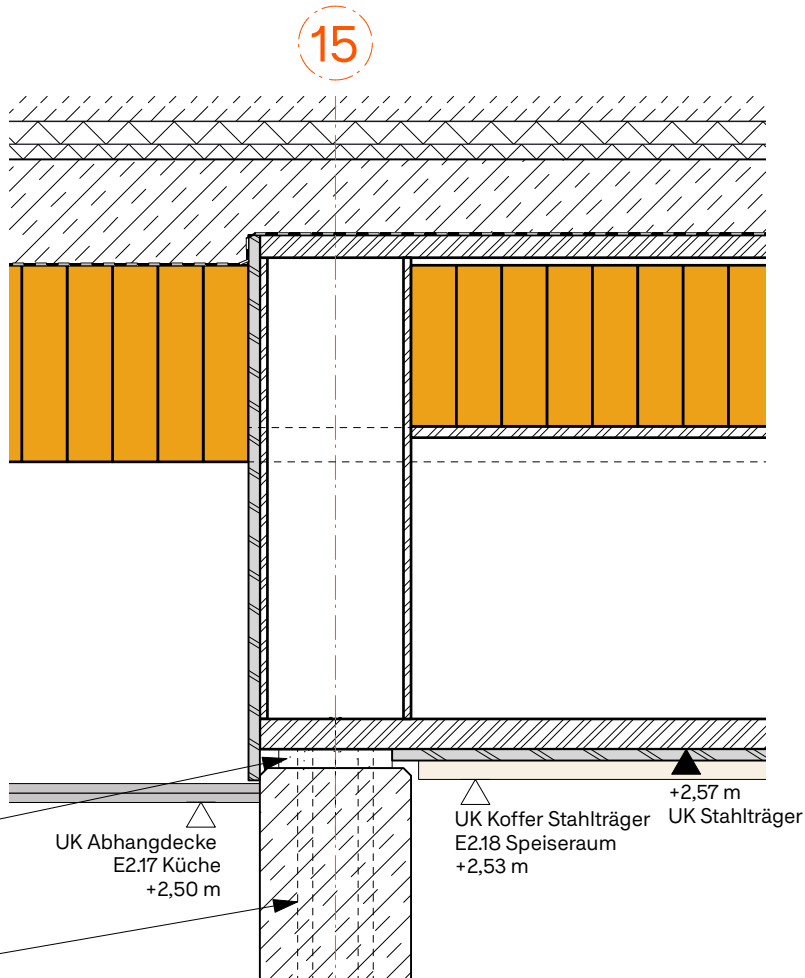 15
UK Abhangdecke
E2.17 Küche
+2,50 m
UK Koffer Stahlträger
E2.18 Speiseraum
+2,53 m
+2,57 m
UK Stahlträger